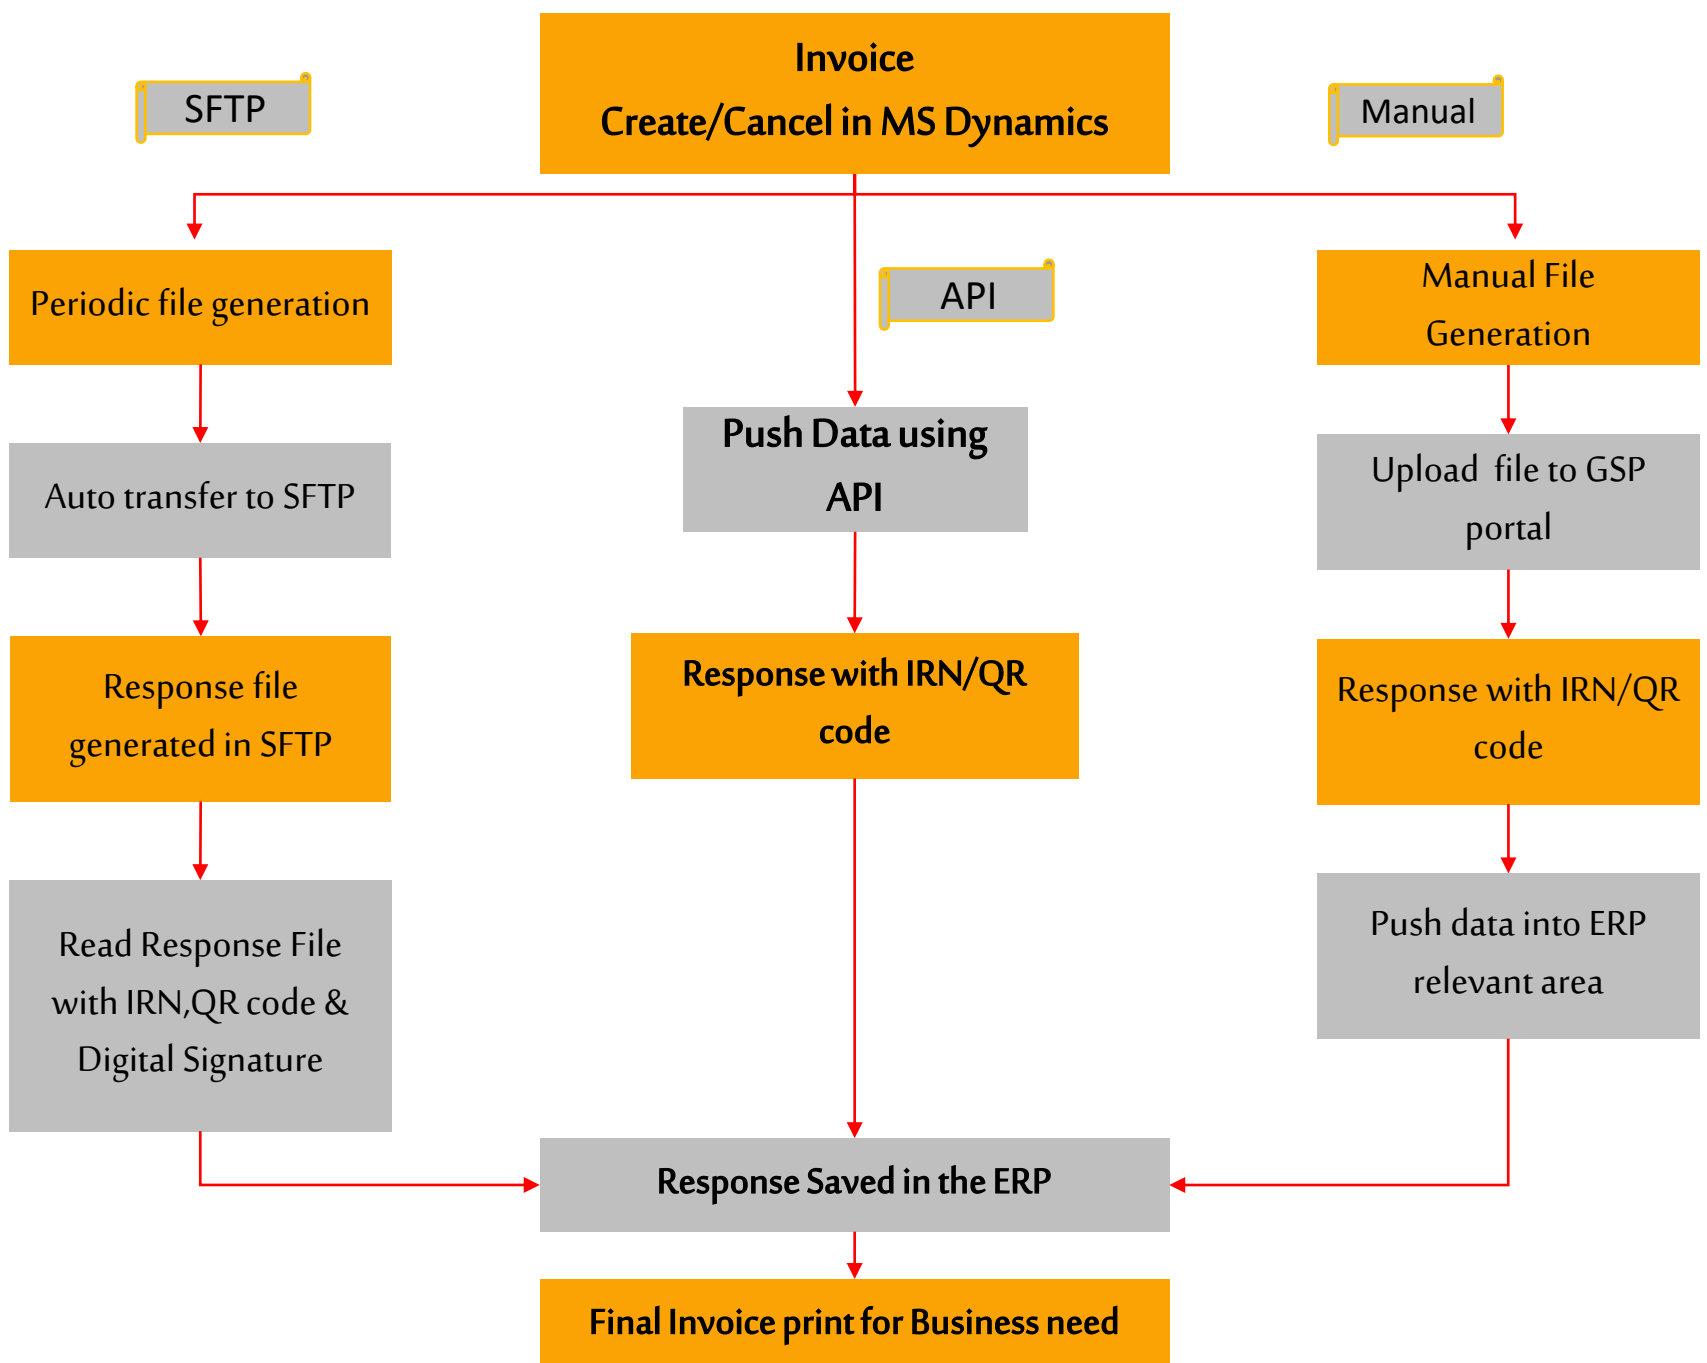 Invoice
Create/Cancel in MS Dynamics
SFTP
Manual
API
Periodic file generation
Auto transfer to SFTP
Response file
generated in SFTP
Read Response File
with IRN,QR code &
Digital Signature
Push Data using
API
Response with IRN/QR
code
Manual File
Generation
Upload file to GSP
portal
Response with IRN/QR
code
Push data into ERP
relevant area
Response Saved in the ERP
Final Invoice print for Business need